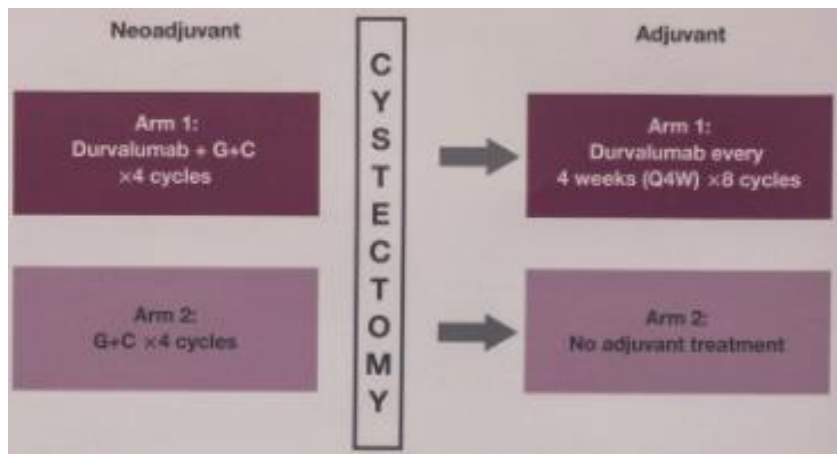 Neoadjuvant
Adjuvant
CYSTECTOMY
Arm 1:
Durvalumab + G+C
×4 cycles
Arm 1:
Durvalumab every
4 weeks (Q4W) ×8 cycles
Arm 2:
G+C ×4 cycles
Arm 2:
No adjuvant treatment